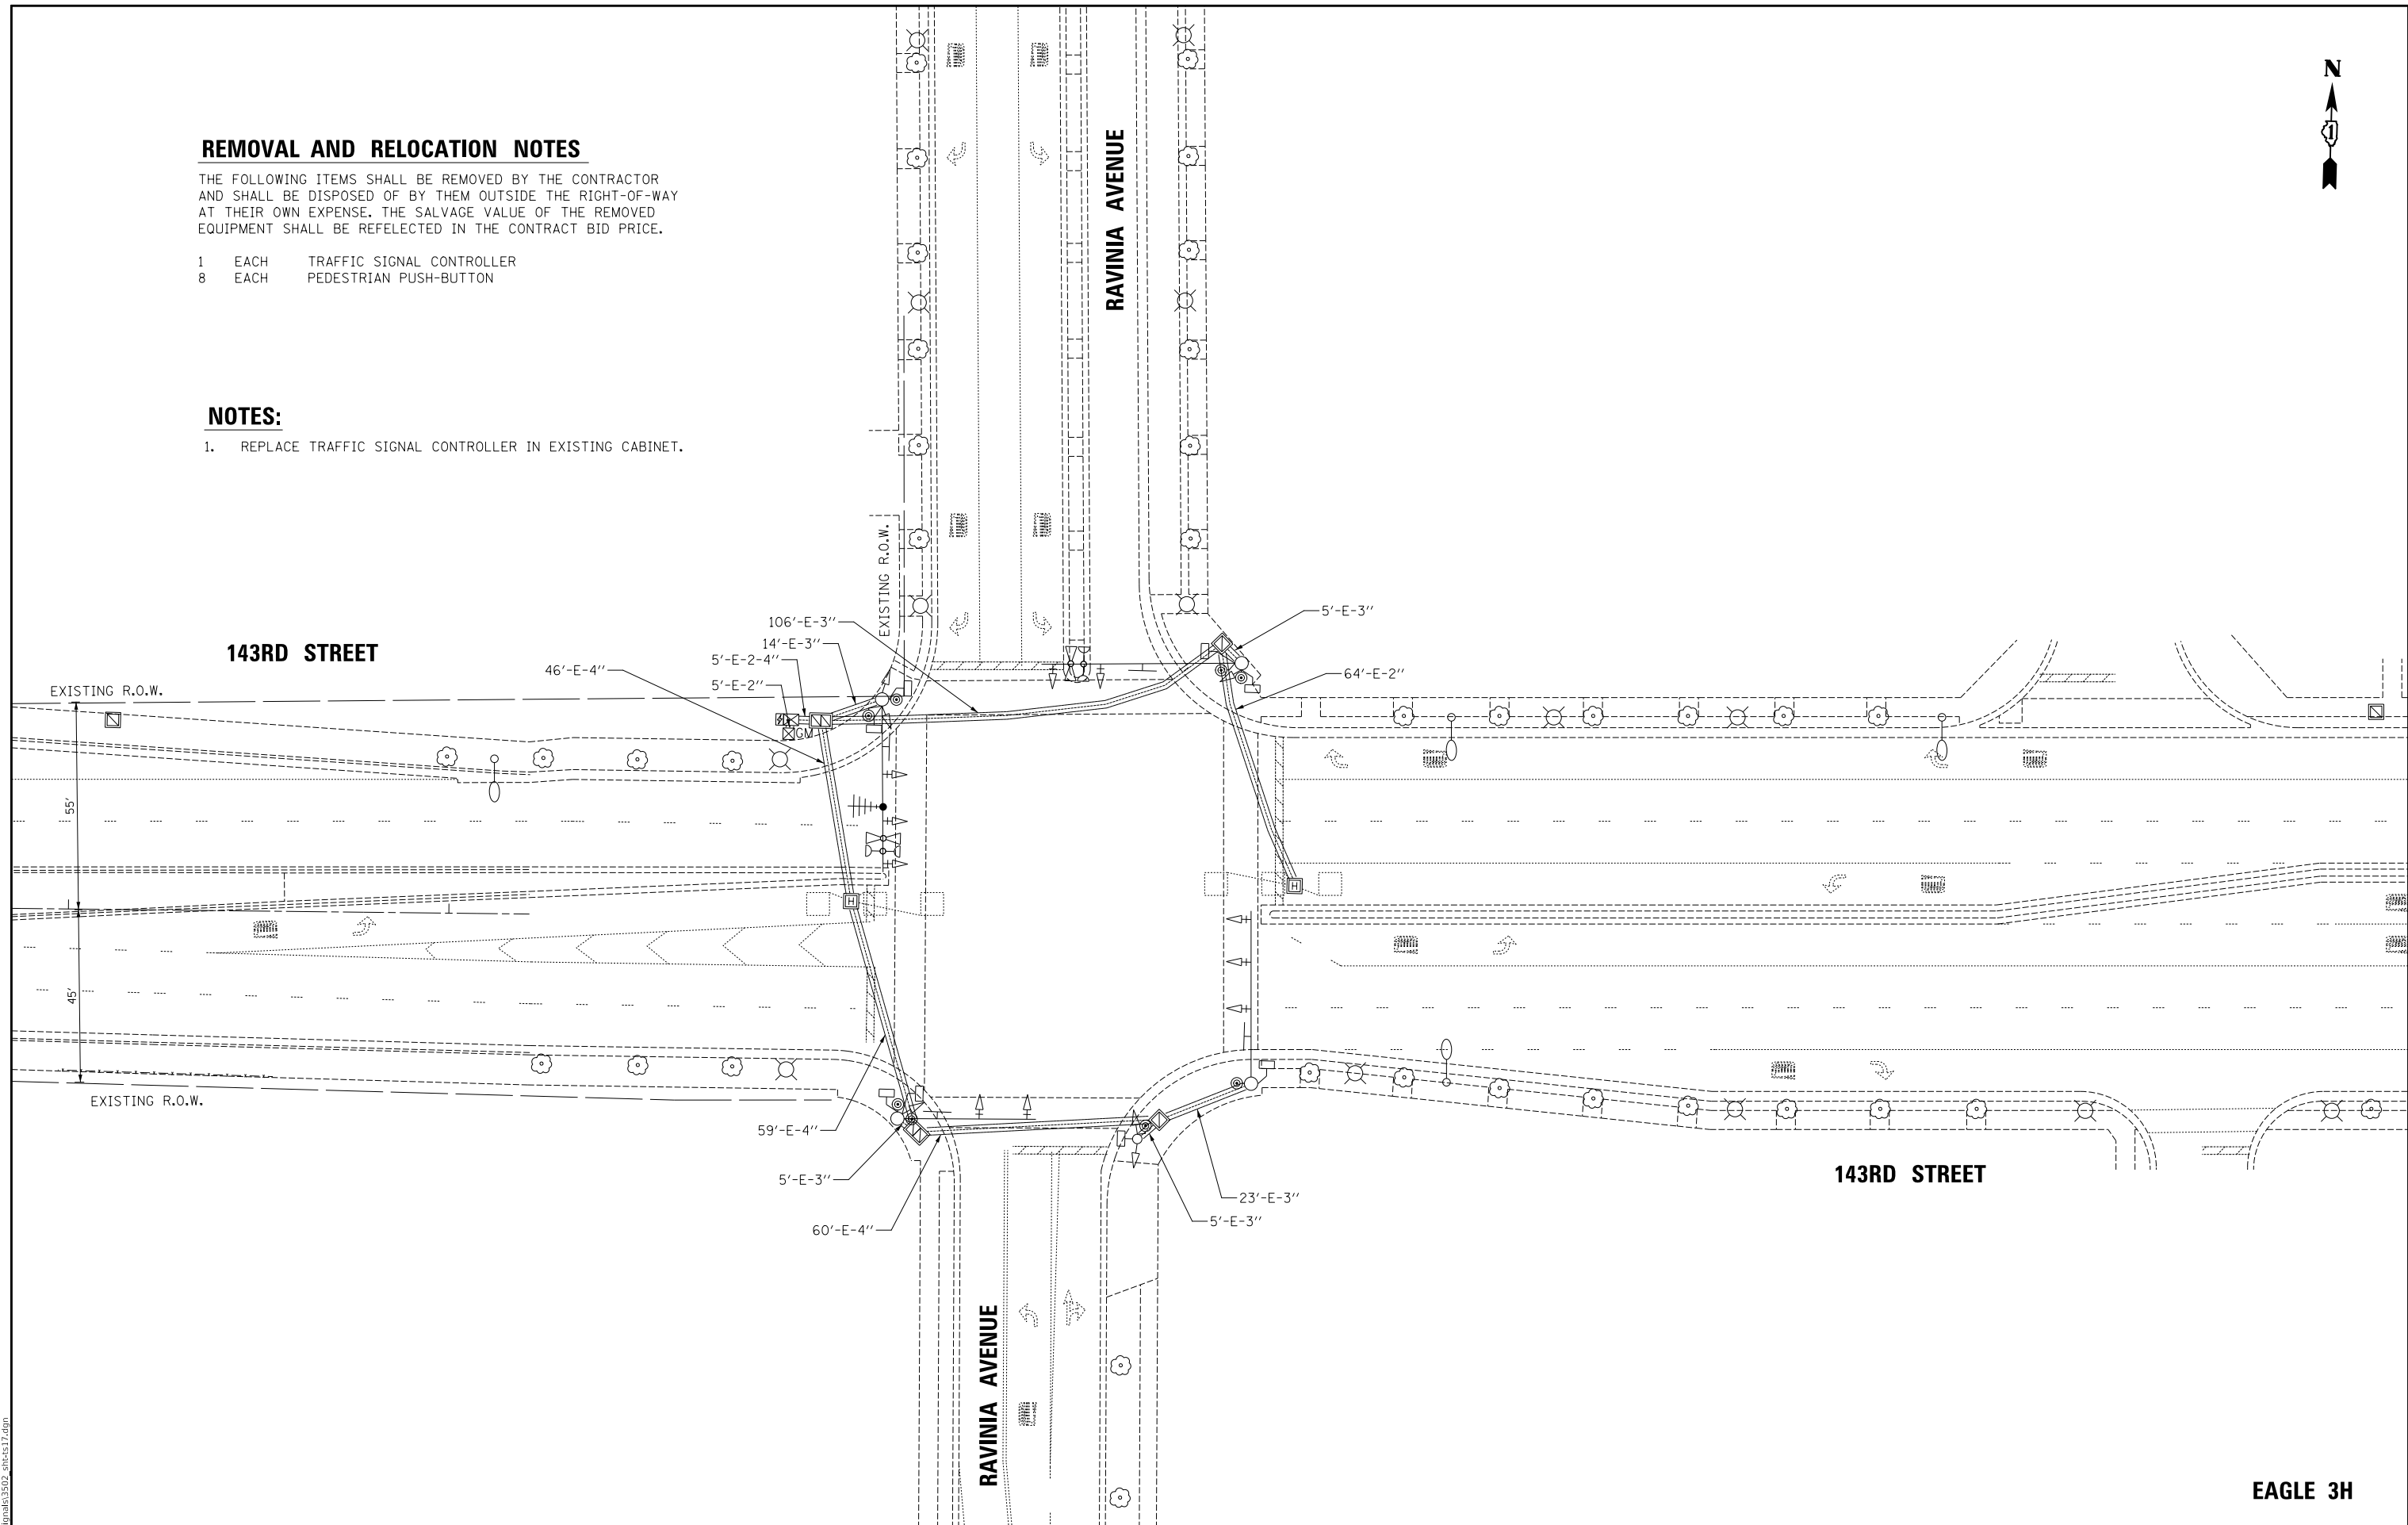 N
1
REMOVAL AND RELOCATION NOTES
THE FOLLOWING ITEMS SHALL BE REMOVED BY THE CONTRACTOR
AND SHALL BE DISPOSED OF BY THEM OUTSIDE THE RIGHT-OF-WAY
AT THEIR OWN EXPENSE. THE SALVAGE VALUE OF THE REMOVED
EQUIPMENT SHALL BE REFELECTED IN THE CONTRACT BID PRICE.
1 EACH TRAFFIC SIGNAL CONTROLLER
8 EACH PEDESTRIAN PUSH-BUTTON
RAVINIA AVENUE
NOTES:
1. REPLACE TRAFFIC SIGNAL CONTROLLER IN EXISTING CABINET.
EXISTING R.O.W.
5'-E-3"
106'-E-3"
14'-E-3"
143RD STREET
5'-E-2-4"
46'-E-4"
64'-E-2"
5'-E-2"
EXISTING R.O.W.
GM
55'
H
H
45'
EXISTING R.O.W.
59'-E-4"
5'-E-3"
143RD STREET
23'-E-3"
5'-E-3"
60'-E-4"
RAVINIA AVENUE
EAGLE 3H
ignals\3502_sht-ts17.dgn